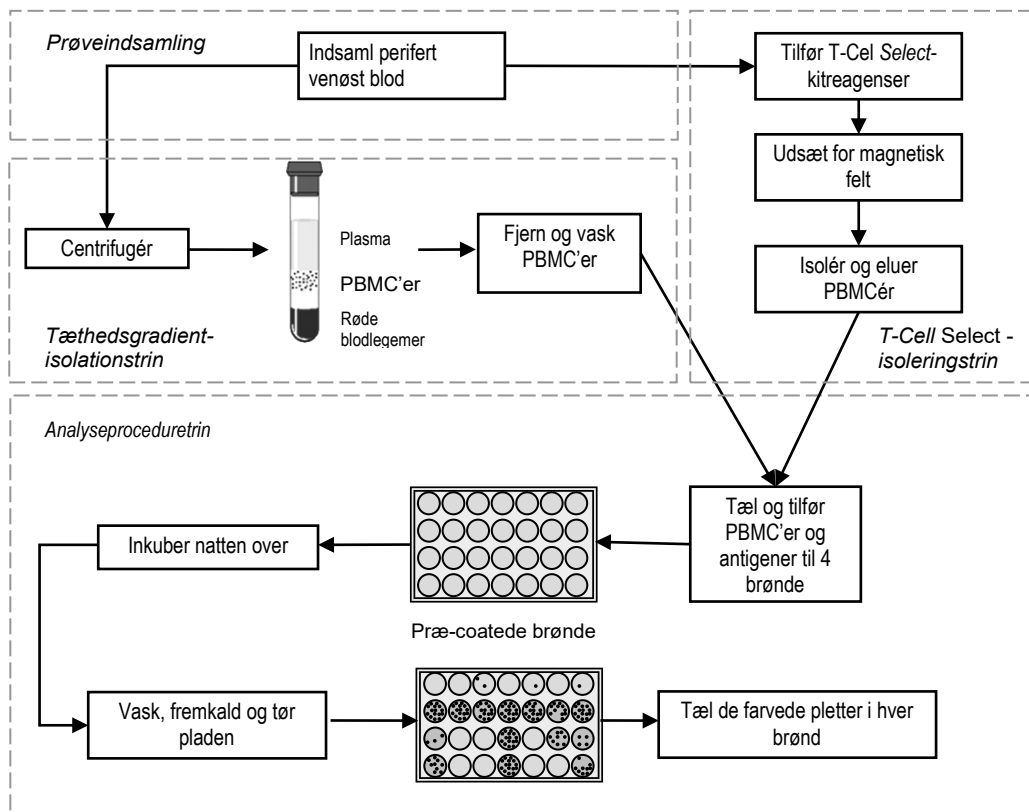 Prøveindsamling
Indsaml perifert
venøst blod
Tilfør T-Cel Select-
kitreagenser
Udsæt for magnetisk
felt
Isolér og eluer
PBMCér
T-Cell Select -
isoleringstrin
Centrifugér
Plasma
PBMC’er
Røde
blodlegemer
Fjern og vask
PBMC’er
Tæthedsgradient-
isolationstrin
Analyseproceduretrin
Tæl og tilfør
PBMC’er og
antigener til 4
brønde
Præ-coatede brønde
Inkuber natten over
Vask, fremkald og tør
pladen
Tæl de farvede pletter i hver
brønd